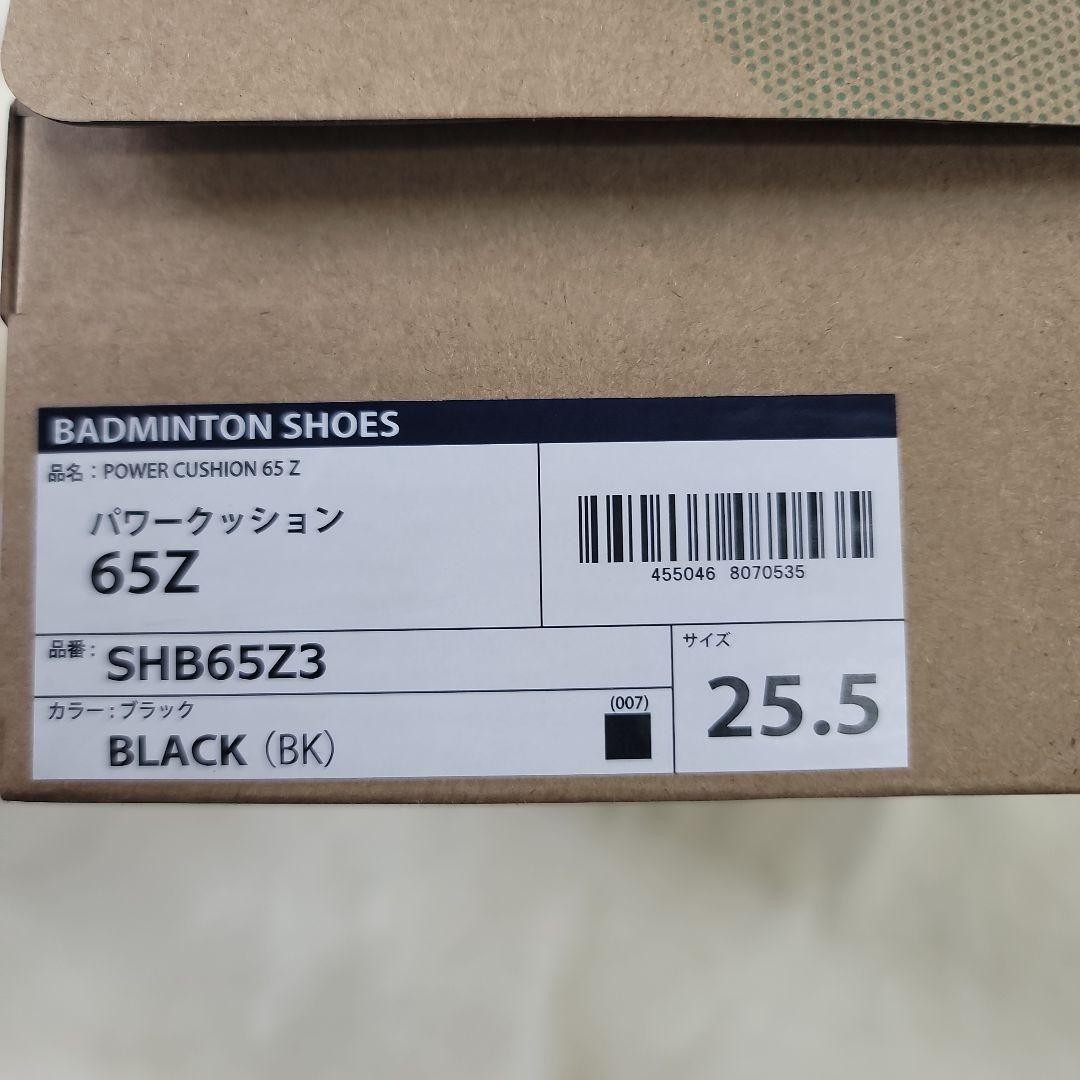 BADMINTON SHOES
品名：POWER CUSHION 65 Z
パワークッション
65Z
455046 8070535
品番：SHB65Z3
カラー：ブラック
BLACK（BK）
(007)
サイズ
25.5